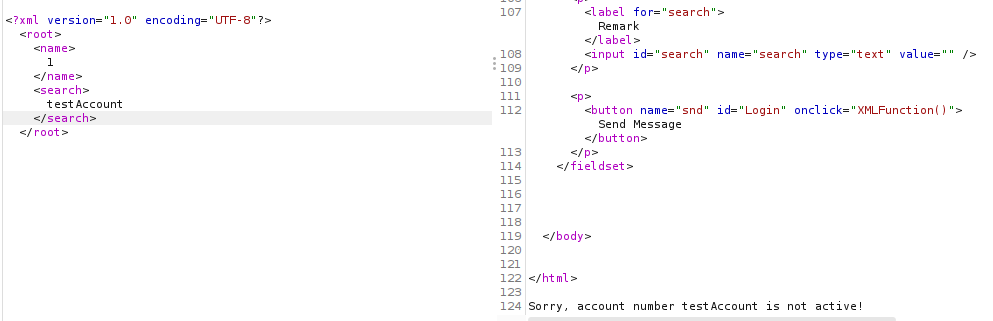 <?xml version="1.0" encoding="UTF-8"?>
<root>
<name>
1
</name>
<search>
testAccount
</search>
</root>
107 <label for="search">
Remark
</label>
108 <input id="search" name="search" type="text" value="" />
109 </p>
110
111 <p>
112 <button name="snd" id="Login" onclick="XMLFunction()">
Send Message
</button>
113 </p>
114 </fieldset>
115
116
117
118
119 </body>
120
121
122 </html>
123
124 Sorry, account number testAccount is not active!